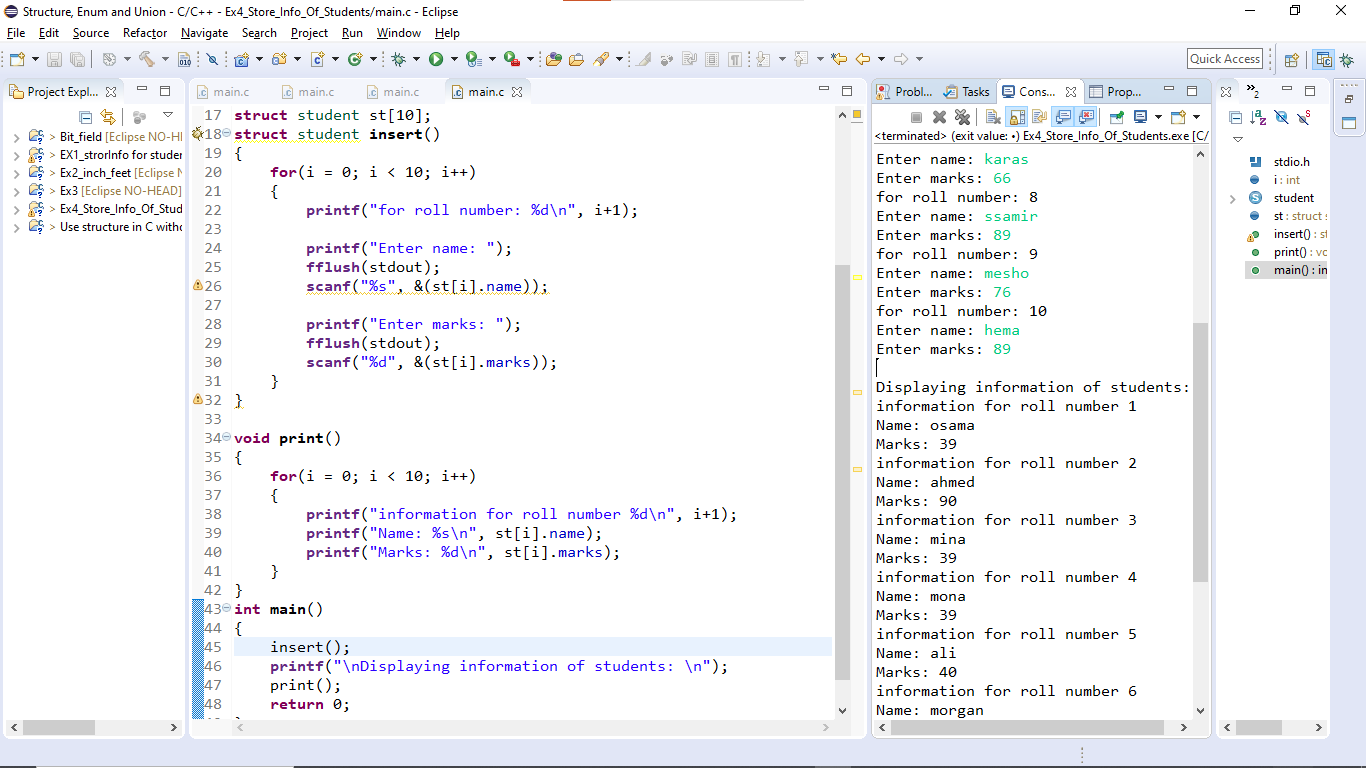 Structure, Enum and Union - C/C++ - Ex4_Store_Info_Of_Students/main.c - Eclipse
File Edit Source Refactor Navigate Search Project Run Window Help
Quick Access
Project Expl...
Bit_field [Eclipse NO-HI
> EX1_strorInfo for studer
> Ex2_inch_feet [Eclipse N
> Ex3 [Eclipse NO-HEAD]
> Ex4_Store_Info_Of_Stud
> Use structure in C witho
main.c main.c main.c main.c
17 struct student st[10];
18 struct student insert()
19 {
20 for(i = 0; i < 10; i++)
21 {
22 printf("for roll number: %d\n", i+1);
23
24 printf("Enter name: ");
25 fflush(stdout);
26 scanf("%s", &(st[i].name));
27
28 printf("Enter marks: ");
29 fflush(stdout);
30 scanf("%d", &(st[i].marks));
31 }
32 }
33
34 void print()
35 {
36 for(i = 0; i < 10; i++)
37 {
38 printf("information for roll number %d\n", i+1);
39 printf("Name: %s\n", st[i].name);
40 printf("Marks: %d\n", st[i].marks);
41 }
42 }
43 int main()
44 {
45 insert();
46 printf("\nDisplaying information of students: \n");
47 print();
48 return 0;
Probl... Tasks Cons... Prop...
<terminated> (exit value: •) Ex4_Store_Info_Of_Students.exe [C/
Enter name: karas
Enter marks: 66
for roll number: 8
Enter name: ssamir
Enter marks: 89
for roll number: 9
Enter name: mesho
Enter marks: 76
for roll number: 10
Enter name: hema
Enter marks: 89
Displaying information of students:
information for roll number 1
Name: osama
Marks: 39
information for roll number 2
Name: ahmed
Marks: 90
information for roll number 3
Name: mina
Marks: 39
information for roll number 4
Name: mona
Marks: 39
information for roll number 5
Name: ali
Marks: 40
information for roll number 6
Name: morgan
stdio.h
i : int
student
st : struct s
insert() : st
print() : vo
main() : in